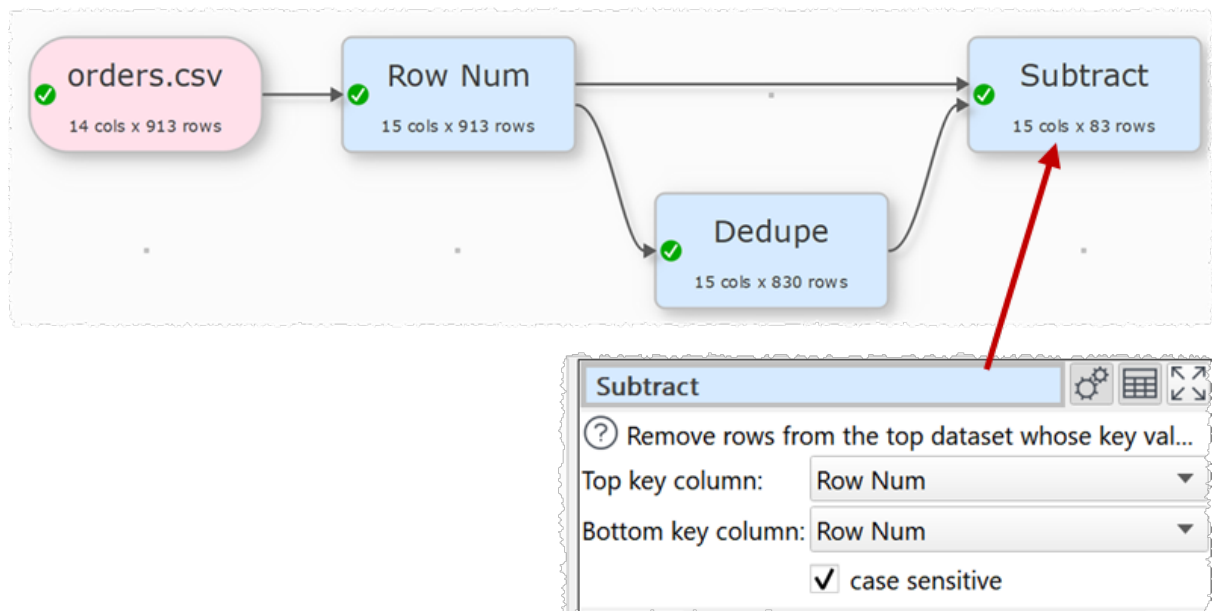 orders.csv
14 cols x 913 rows
Row Num
15 cols x 913 rows
Subtract
15 cols x 83 rows
Dedupe
15 cols x 830 rows
Subtract
? Remove rows from the top dataset whose key val...
Top key column: Row Num
Bottom key column: Row Num
case sensitive